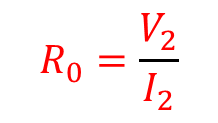 R₀ = V₂ / I₂